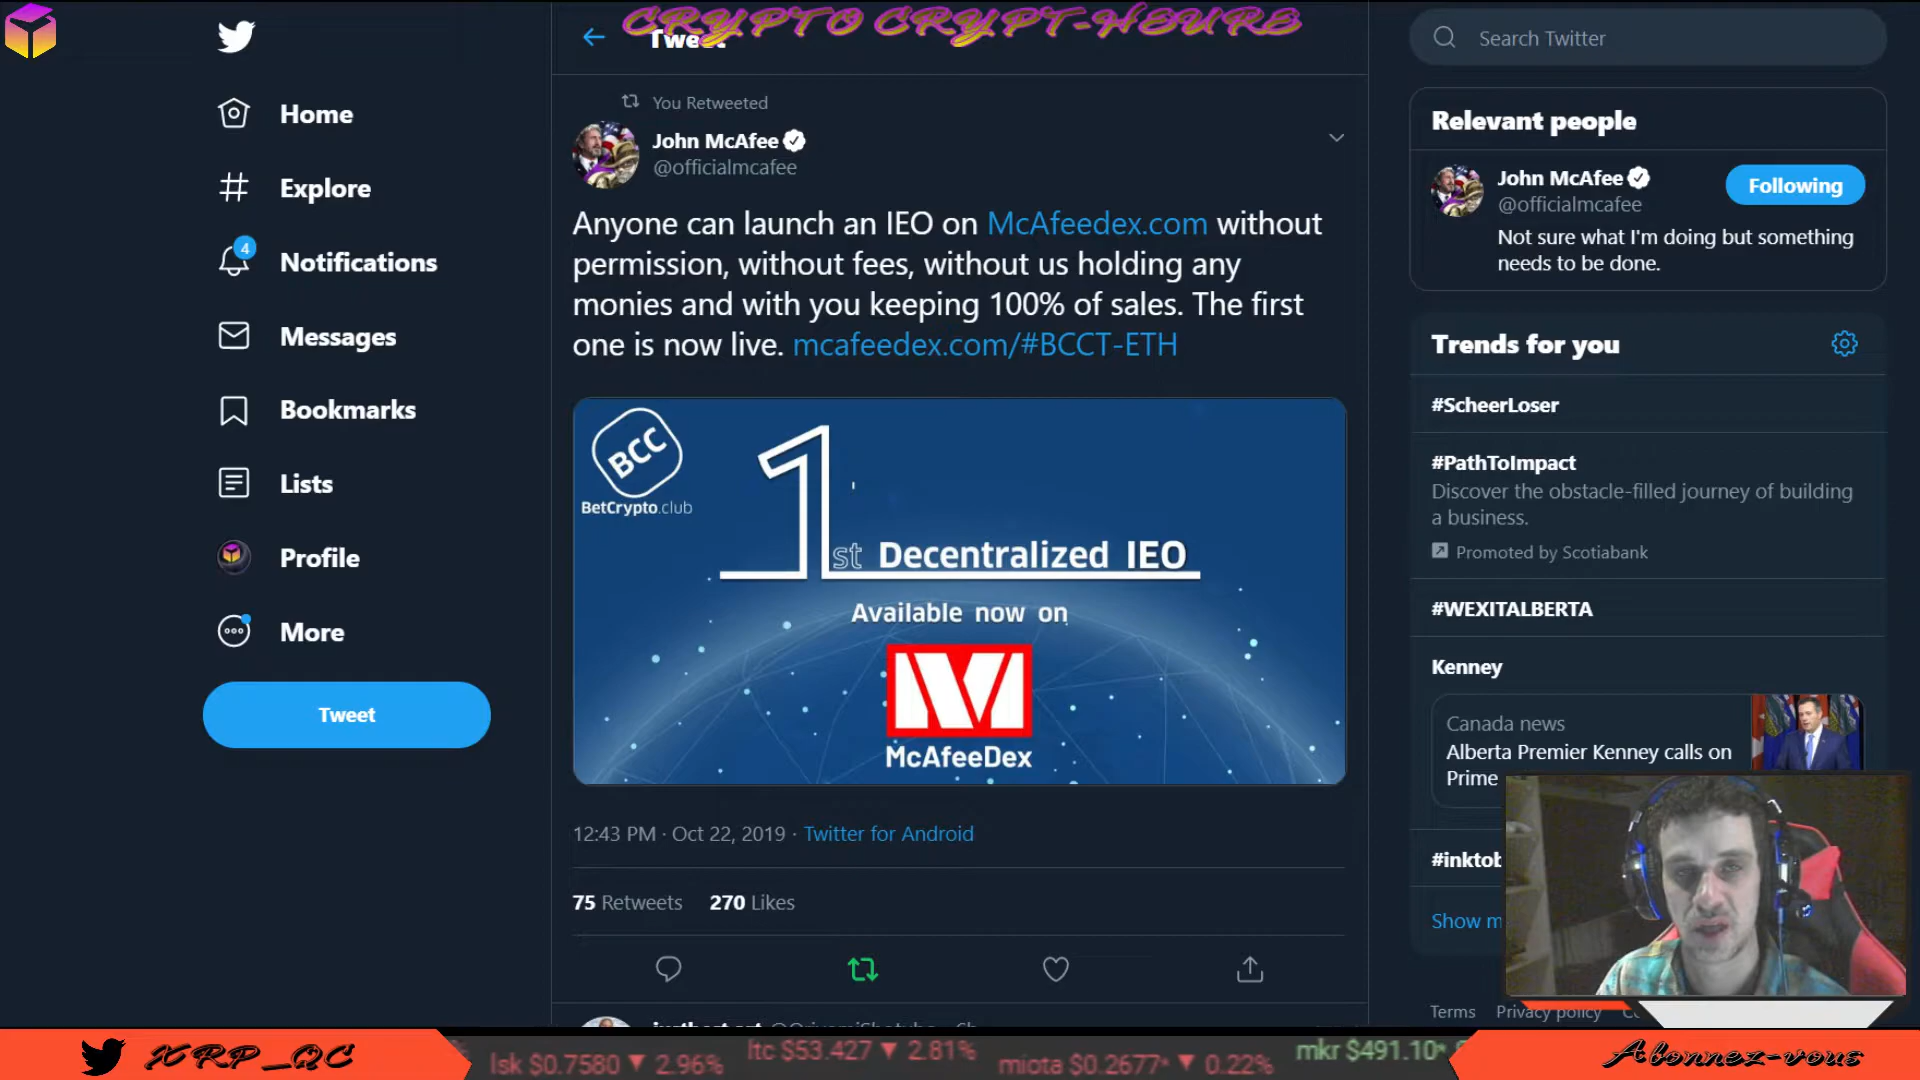 CRYPTO CRYPT-HEURE
Tweet
Search Twitter
Home
Explore
4
Notifications
Messages
Bookmarks
Lists
Profile
More
Tweet
You Retweeted
John McAfee
@officialmcafee
Anyone can launch an IEO on McAfeedex.com without
permission, without fees, without us holding any
monies and with you keeping 100% of sales. The first
one is now live. mcafeedex.com/#BCCT-ETH
BCC
BetCrypto.club
1st Decentralized IEO
Available now on
McAfeeDex
12:43 PM · Oct 22, 2019 · Twitter for Android
75 Retweets 270 Likes
Relevant people
John McAfee
@officialmcafee
Following
Not sure what I'm doing but something
needs to be done.
Trends for you
#ScheerLoser
#PathToImpact
Discover the obstacle-filled journey of building
a business.
Promoted by Scotiabank
#WEXITALBERTA
Kenney
Canada news
Alberta Premier Kenney calls on
Prime
#inktob
Show m
Terms Privacy policy
XRP_QC
lsk $0.7580 ▼ 2.96% ltc $53.427 ▼ 2.81% miota $0.2677* ▼ 0.22% mkr $491.10*
Abonnez-vous